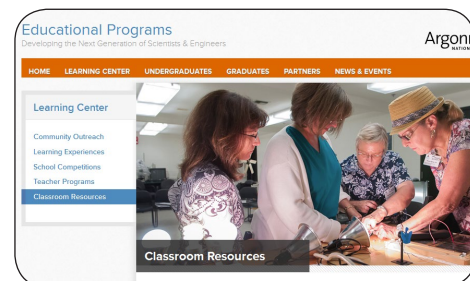 Educational Programs
Developing the Next Generation of Scientists & Engineers
HOME LEARNING CENTER UNDERGRADUATES GRADUATES PARTNERS NEWS & EVENTS
Learning Center
Community Outreach
Learning Experiences
School Competitions
Teacher Programs
Classroom Resources
Classroom Resources